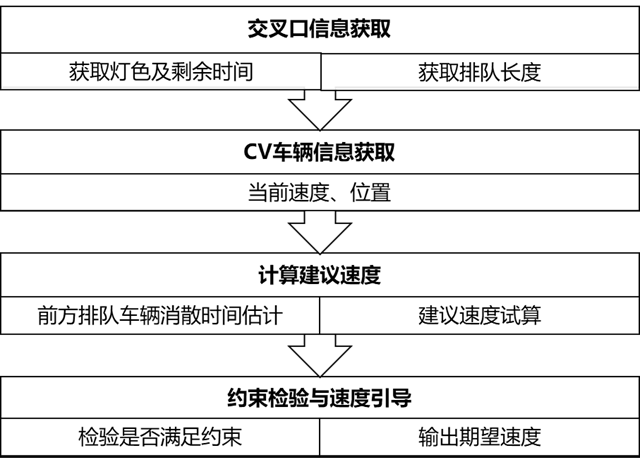 交叉口信息获取
获取灯色及剩余时间
获取排队长度
CV车辆信息获取
当前速度、位置
计算建议速度
前方排队车辆消散时间估计
建议速度试算
约束检验与速度引导
检验是否满足约束
输出期望速度